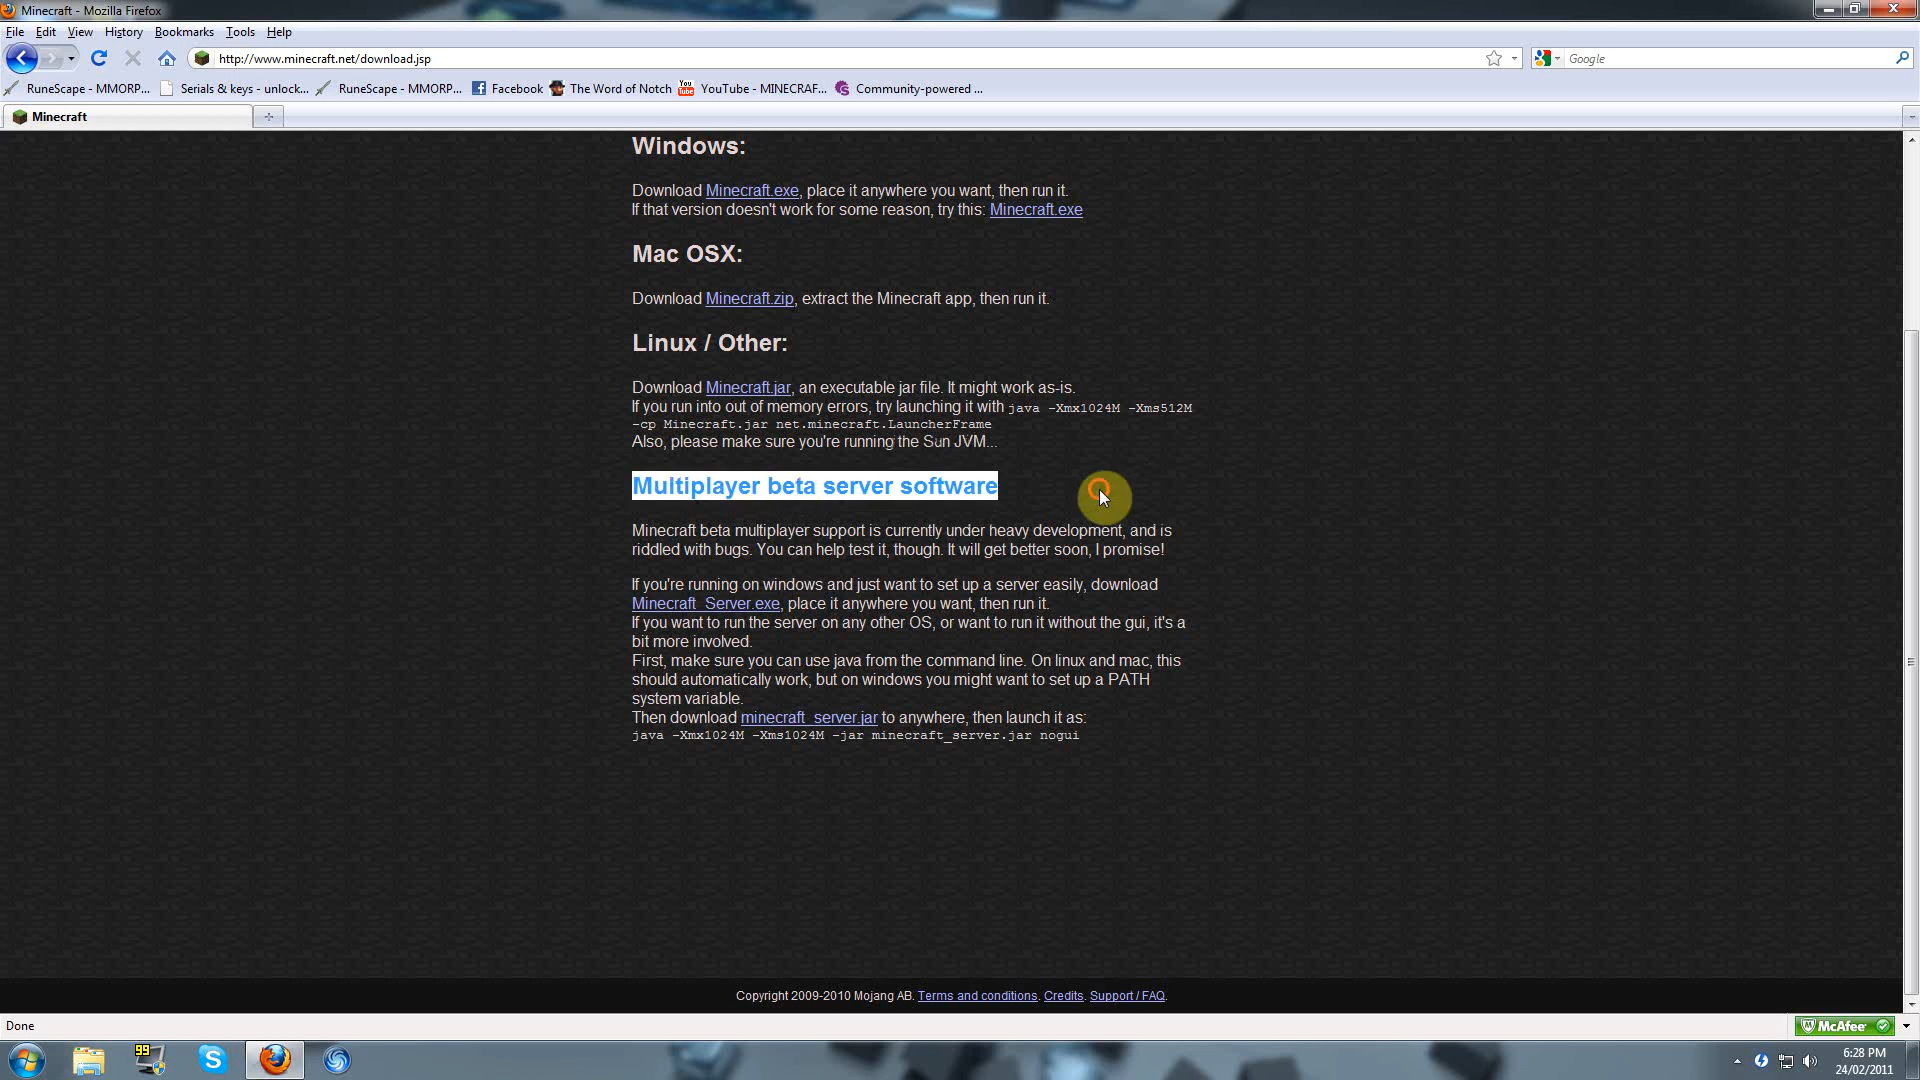 Minecraft - Mozilla Firefox
File Edit View History Bookmarks Tools Help
http://www.minecraft.net/download.jsp
Google
RuneScape - MMORP... Serials & keys - unlock... RuneScape - MMORP... Facebook The Word of Notch You Tube YouTube - MINECRAF... Community-powered ...
Minecraft
Windows:
Download Minecraft.exe, place it anywhere you want, then run it.
If that version doesn't work for some reason, try this: Minecraft.exe
Mac OSX:
Download Minecraft.zip, extract the Minecraft app, then run it.
Linux / Other:
Download Minecraft.jar, an executable jar file. It might work as-is.
If you run into out of memory errors, try launching it with java -Xmx1024M -Xms512M
-cp Minecraft.jar net.minecraft.LauncherFrame
Also, please make sure you're running the Sun JVM...
Multiplayer beta server software
Minecraft beta multiplayer support is currently under heavy development, and is
riddled with bugs. You can help test it, though. It will get better soon, I promise!
If you're running on windows and just want to set up a server easily, download
Minecraft_Server.exe, place it anywhere you want, then run it.
If you want to run the server on any other OS, or want to run it without the gui, it's a
bit more involved.
First, make sure you can use java from the command line. On linux and mac, this
should automatically work, but on windows you might want to set up a PATH
system variable.
Then download minecraft_server.jar to anywhere, then launch it as:
java -Xmx1024M -Xms1024M -jar minecraft_server.jar nogui
Copyright 2009-2010 Mojang AB. Terms and conditions. Credits. Support / FAQ.
Done
McAfee
99
6:28 PM
24/02/2011